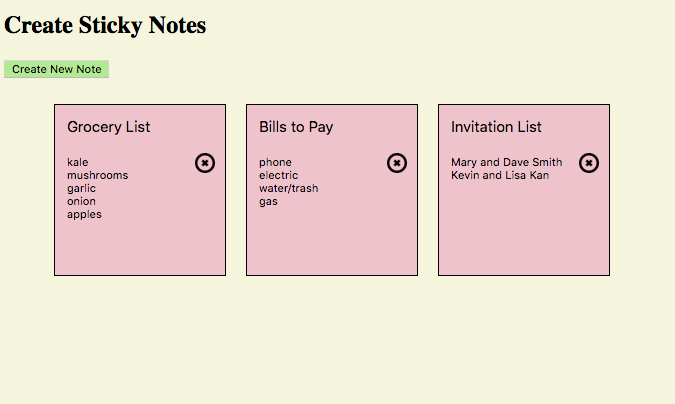 Create Sticky Notes
Create New Note
Grocery List
kale
mushrooms
garlic
onion
apples
Bills to Pay
phone
electric
water/trash
gas
Invitation List
Mary and Dave Smith
Kevin and Lisa Kan